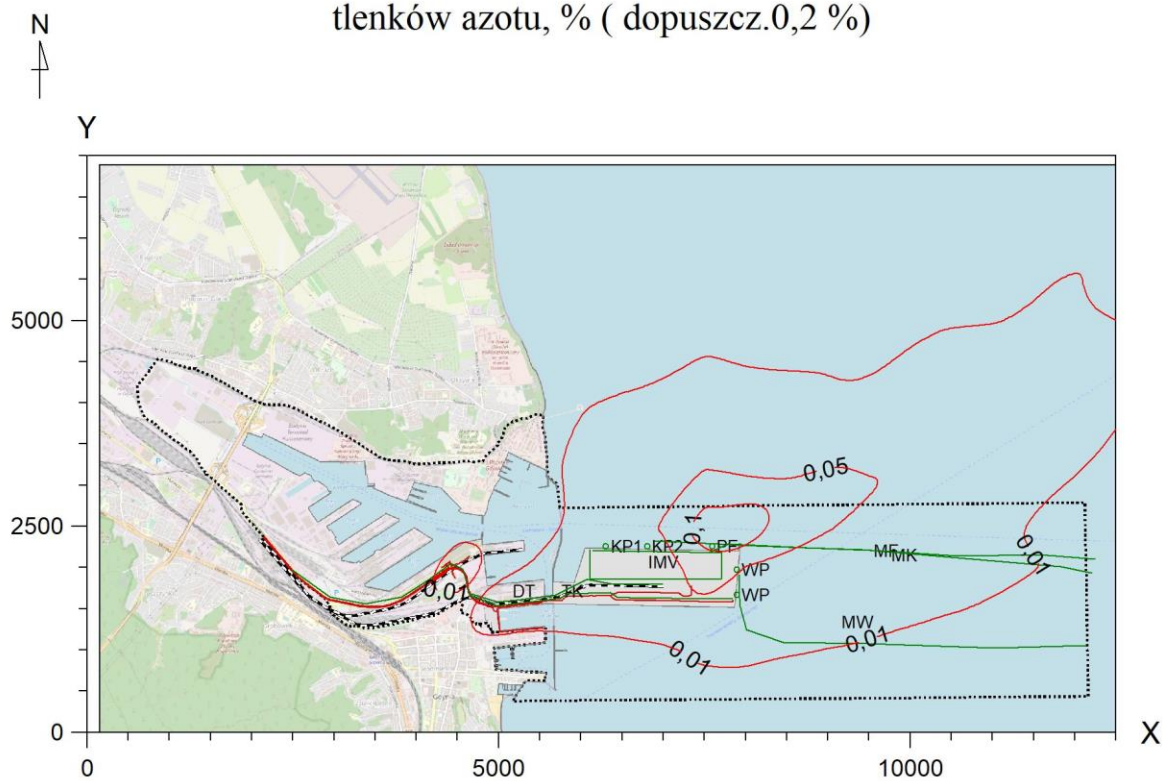 tlenków azotu, % ( dopuszcz.0,2 %)
N
Y
5000
0,05
2500
0,1
KP1
KP2
PF
IMV
MF
MK
0,01
WP
0,01
DT
TK
WP
MW
0,01
0,01
Gdynia
P
P
0
0
5000
10000
X